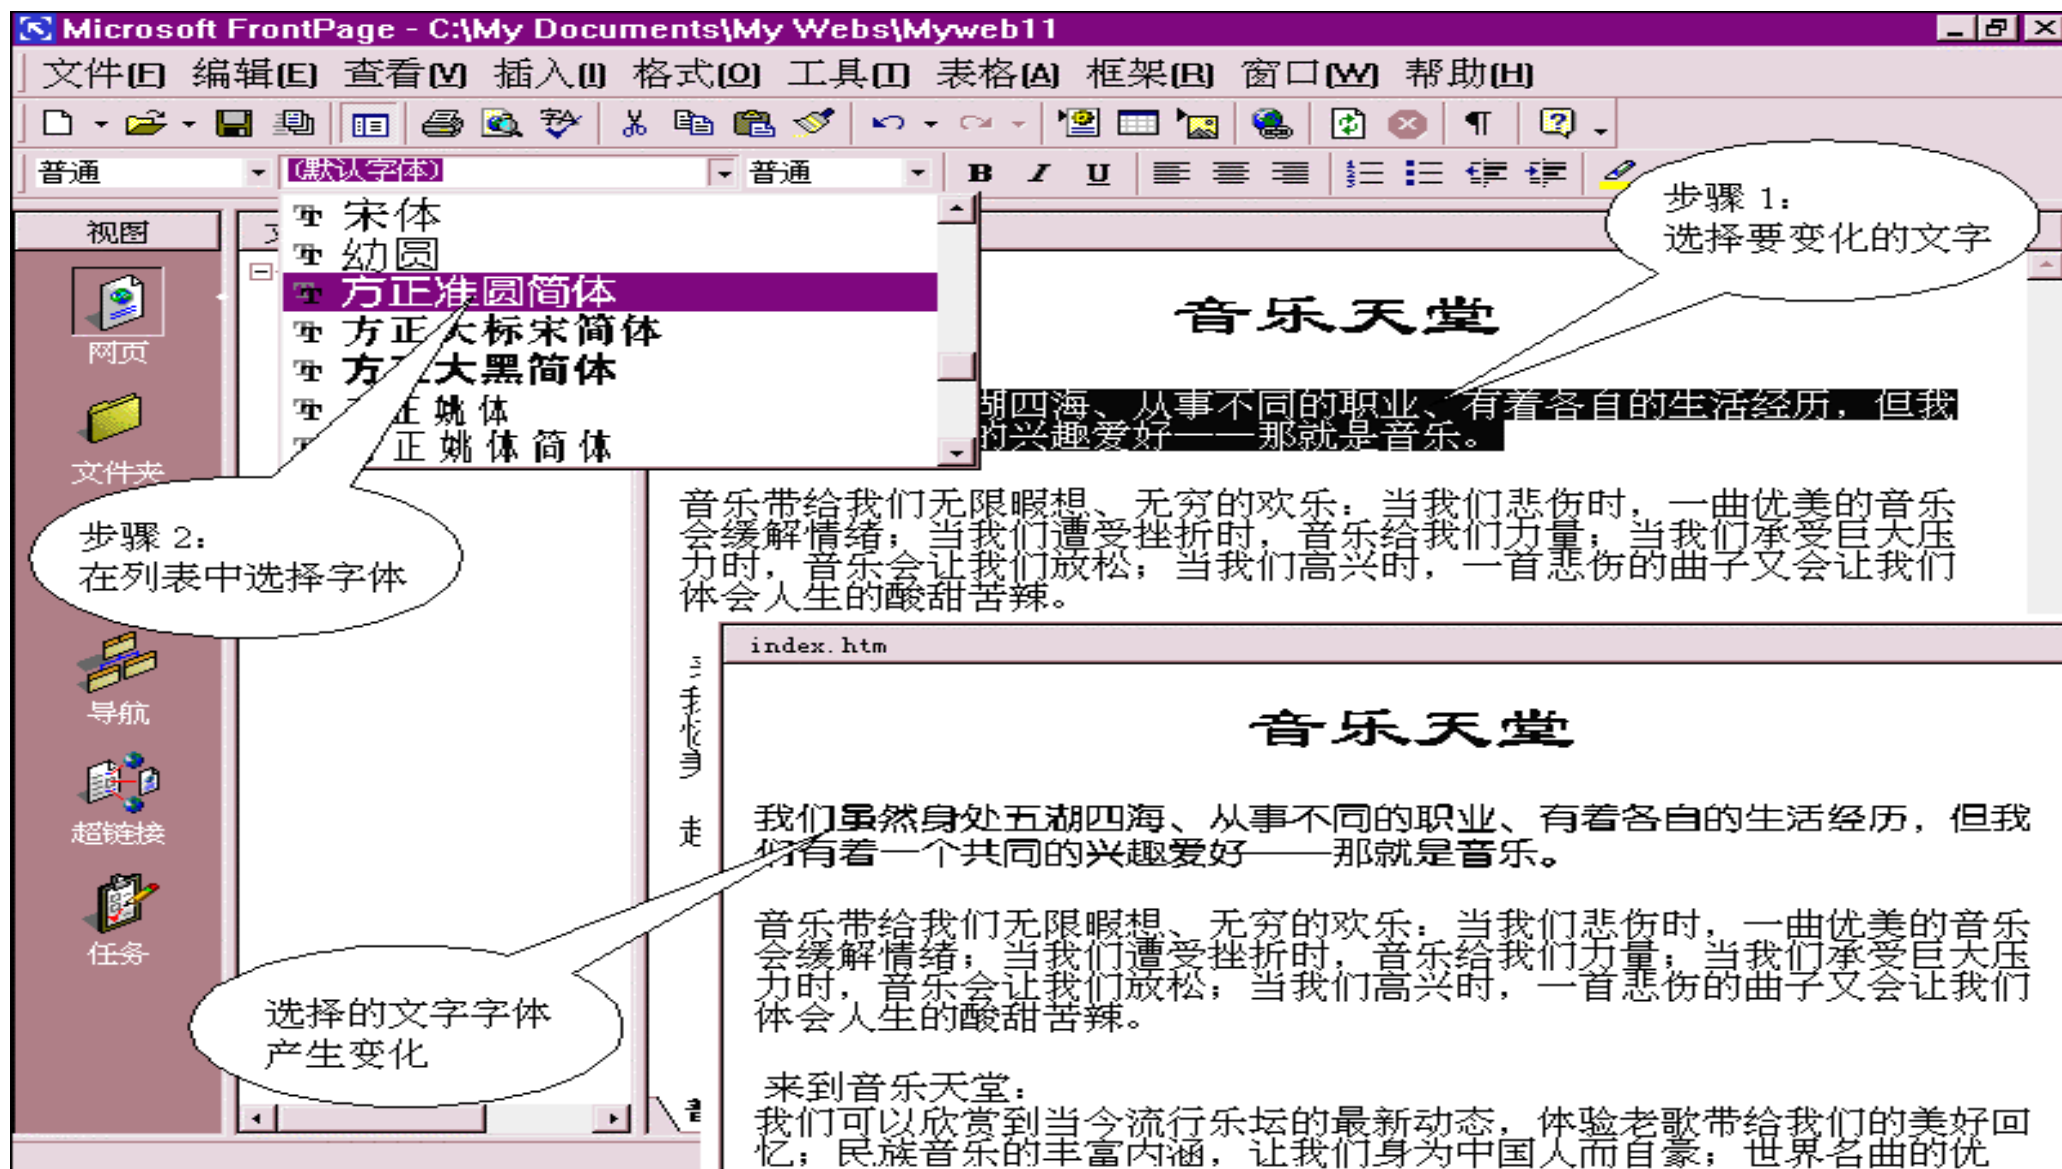 Microsoft FrontPage - C:\My Documents\My Webs\Myweb11
文件(F) 编辑(E) 查看(V) 插入(I) 格式(O) 工具(T) 表格(A) 框架(R) 窗口(W) 帮助(H)
普通 (默认字体) 普通 B I U
视图
宋体
幼圆
方正准圆简体
方正大标宋简体
方正大黑简体
正姚体
正姚体简体
步骤 1:
选择要变化的文字
网页
文件夹
导航
超链接
任务
步骤 2:
在列表中选择字体
音乐天堂
湖四海、从事不同的职业、有着各自的生活经历，但我
的兴趣爱好——那就是音乐。
音乐带给我们无限暇想、无穷的欢乐：当我们悲伤时，一曲优美的音乐
会缓解情绪；当我们遭受挫折时，音乐给我们力量；当我们承受巨大压
力时，音乐会让我们放松；当我们高兴时，一首悲伤的曲子又会让我们
体会人生的酸甜苦辣。
index.htm
音乐天堂
我们虽然身处五湖四海、从事不同的职业、有着各自的生活经历，但我
们有着一个共同的兴趣爱好——那就是音乐。
音乐带给我们无限暇想、无穷的欢乐：当我们悲伤时，一曲优美的音乐
会缓解情绪；当我们遭受挫折时，音乐给我们力量；当我们承受巨大压
力时，音乐会让我们放松；当我们高兴时，一首悲伤的曲子又会让我们
体会人生的酸甜苦辣。
来到音乐天堂：
我们可以欣赏到当今流行乐坛的最新动态，体验老歌带给我们的美好回
忆；民族音乐的丰富内涵，让我们身为中国人而自豪；世界名曲的优
选择的文字字体
产生变化